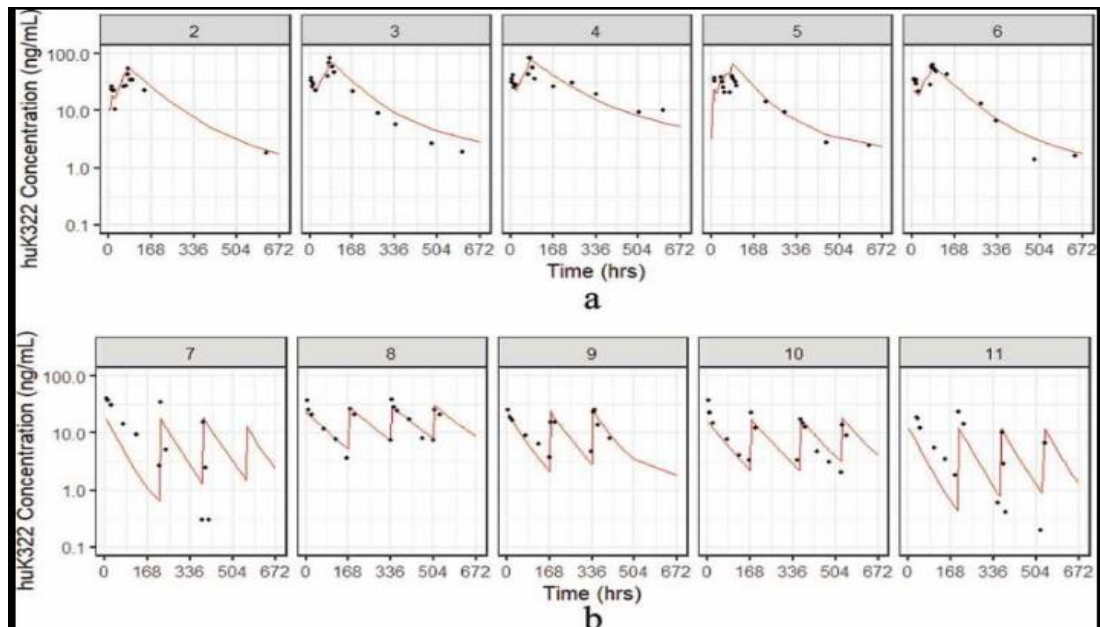 2 3 4 5 6
huK322 Concentration (ng/mL)
100.0
10.0
1.0
0.1
0 168 336 504 672 0 168 336 504 672 0 168 336 504 672 0 168 336 504 672 0 168 336 504 672
Time (hrs)
a
7 8 9 10 11
huK322 Concentration (ng/mL)
100.0
10.0
1.0
0.1
0 168 336 504 672 0 168 336 504 672 0 168 336 504 672 0 168 336 504 672 0 168 336 504 672
Time (hrs)
b